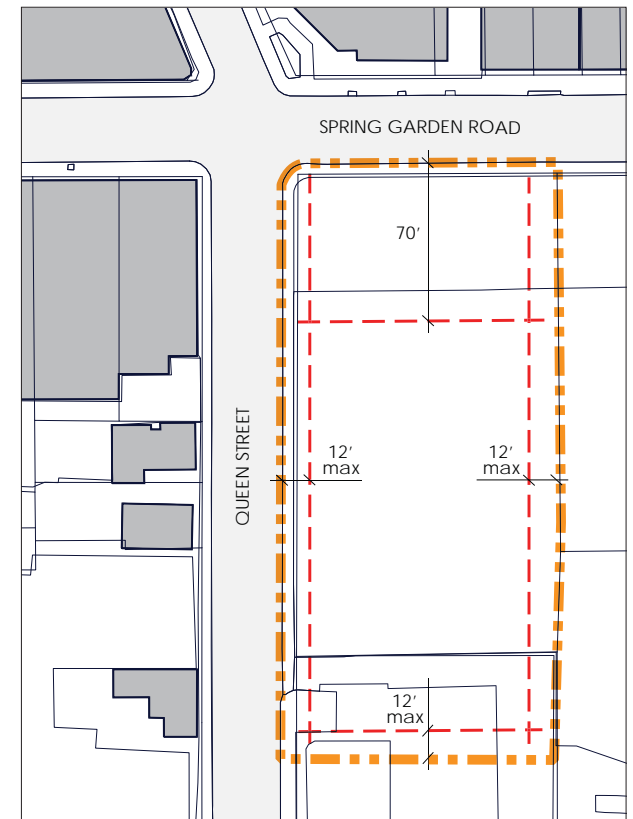 SPRING GARDEN ROAD
70'
QUEEN STREET
12'
max
12'
max
12'
max